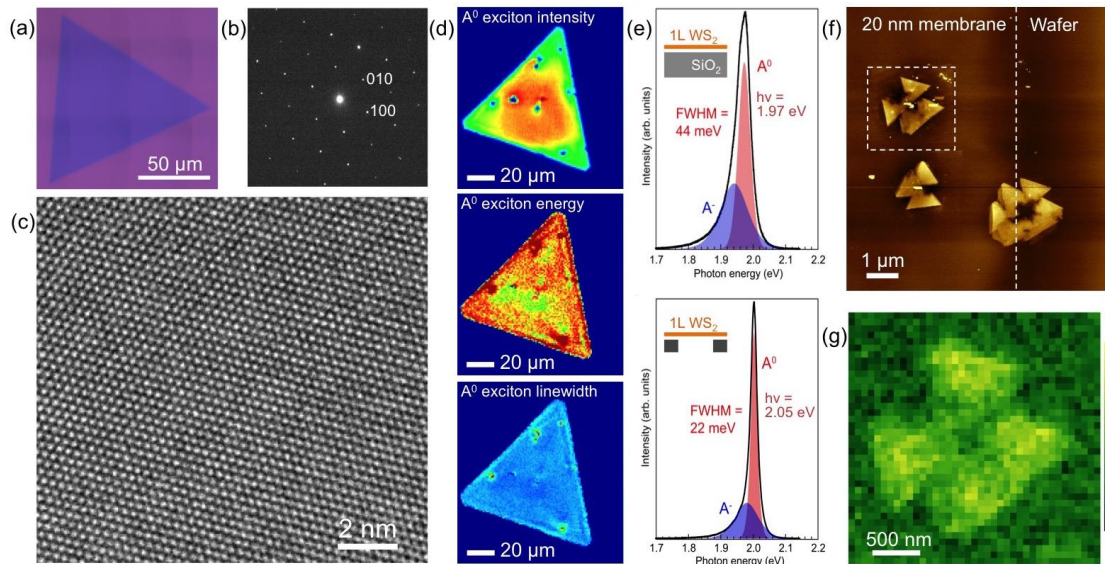 (a)
50 µm
(b)
010
100
(c)
2 nm
(d)
A⁰ exciton intensity
20 µm
A⁰ exciton energy
20 µm
A⁰ exciton linewidth
20 µm
(e)
Intensity (arb. units)
1L WS₂
SiO₂
A⁰
hν =
1.97 eV
FWHM =
44 meV
A⁻
1.7 1.8 1.9 2.0 2.1 2.2
Photon energy (eV)
Intensity (arb. units)
1L WS₂
A⁰
hν =
2.05 eV
FWHM =
22 meV
A⁻
1.7 1.8 1.9 2.0 2.1 2.2
Photon energy (eV)
(f)
20 nm membrane
Wafer
1 µm
(g)
500 nm